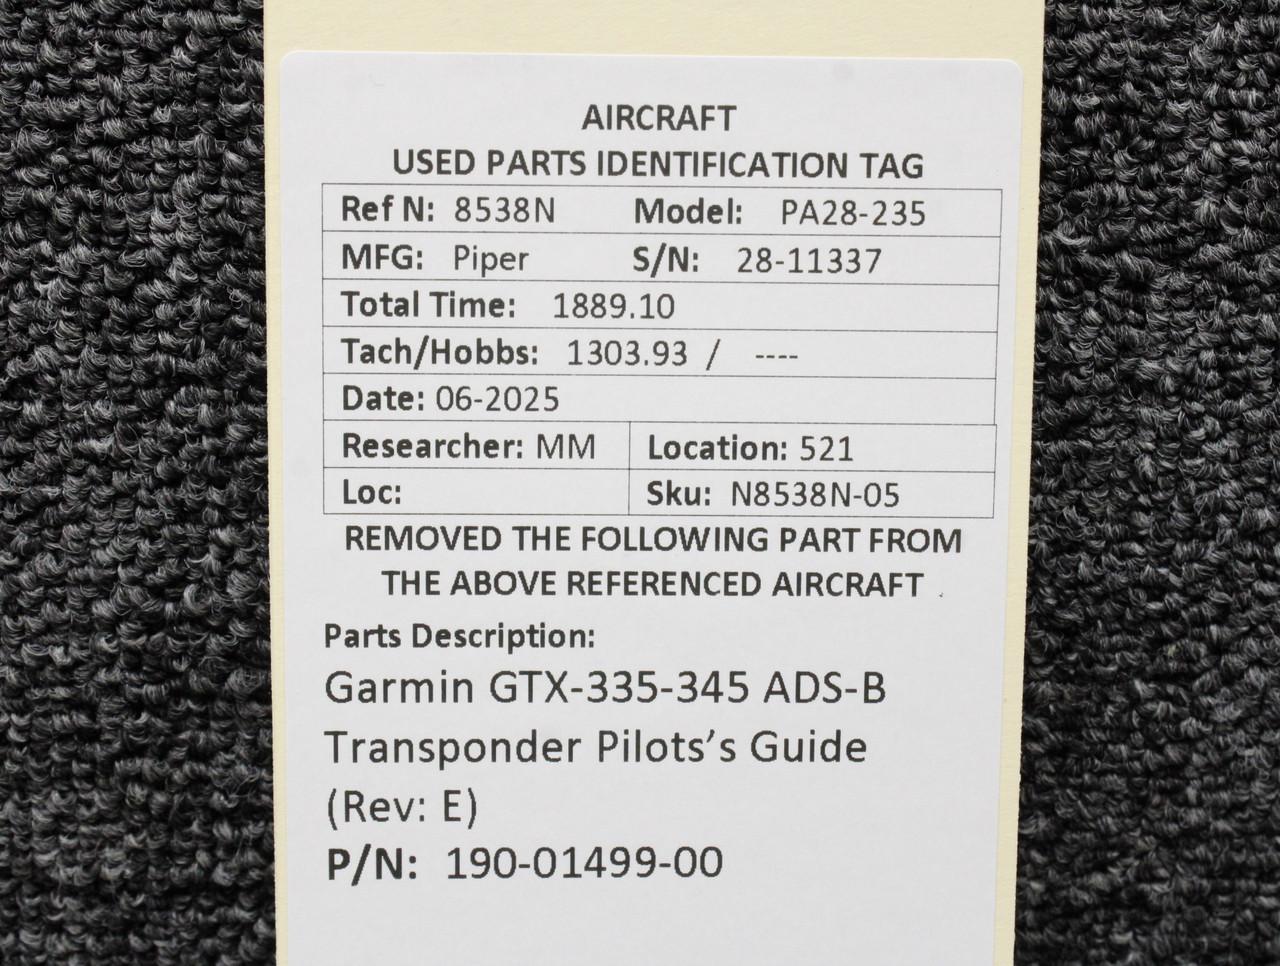 AIRCRAFT
USED PARTS IDENTIFICATION TAG
Ref N: 8538N Model: PA28-235
MFG: Piper S/N: 28-11337
Total Time: 1889.10
Tach/Hobbs: 1303.93 / ----
Date: 06-2025
Researcher: MM Location: 521
Loc: Sku: N8538N-05
REMOVED THE FOLLOWING PART FROM
THE ABOVE REFERENCED AIRCRAFT .
Parts Description:
Garmin GTX-335-345 ADS-B
Transponder Pilots’s Guide
(Rev: E)
P/N: 190-01499-00